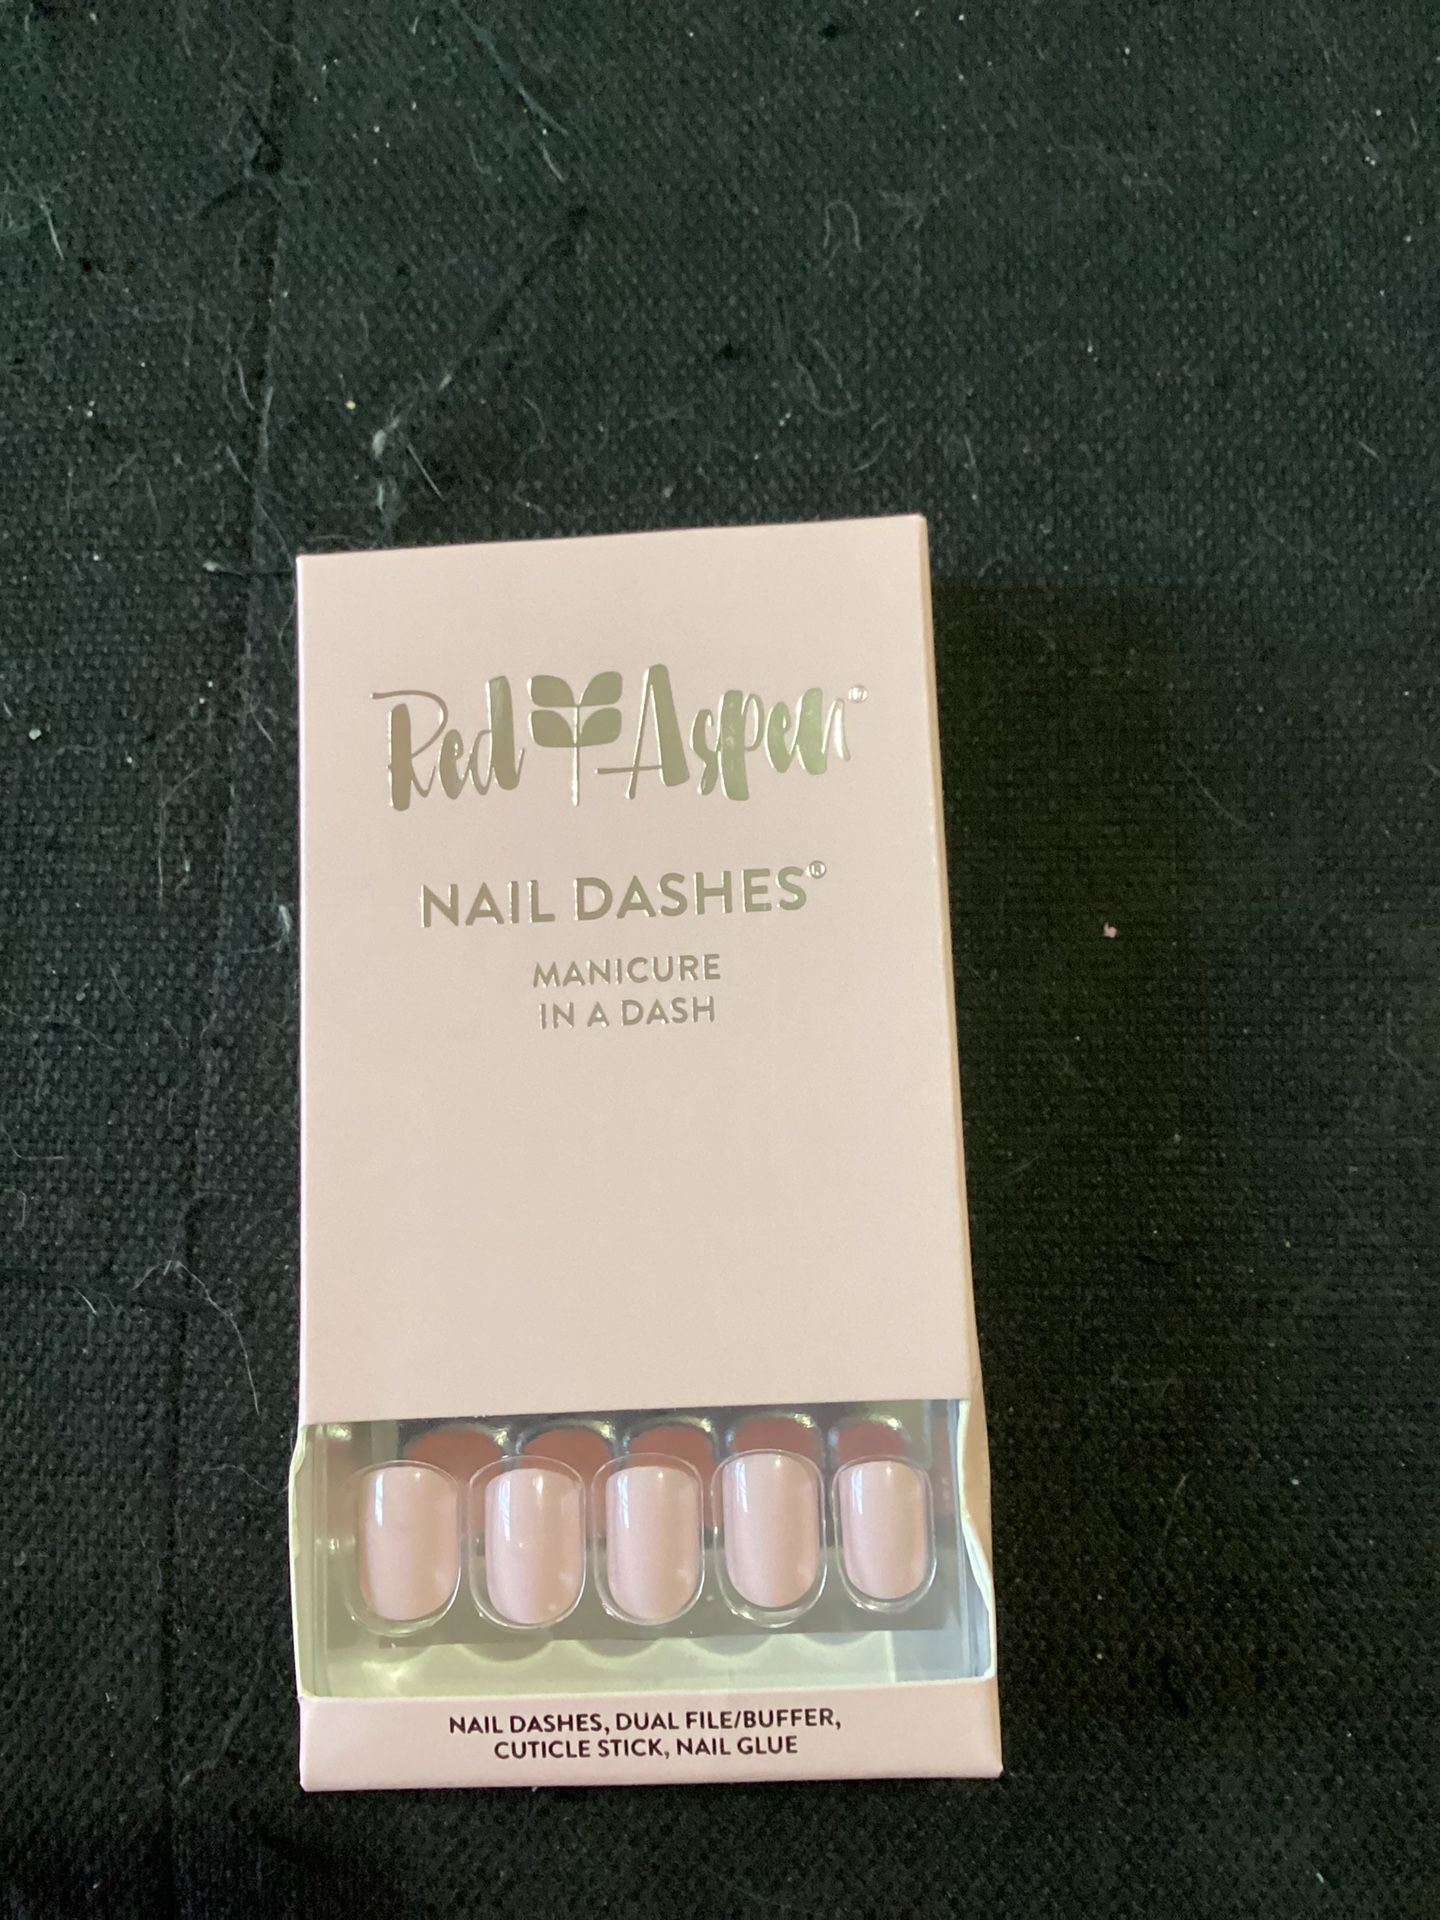 Red Aspen®
NAIL DASHES®
MANICURE
IN A DASH
NAIL DASHES, DUAL FILE/BUFFER,
CUTICLE STICK, NAIL GLUE